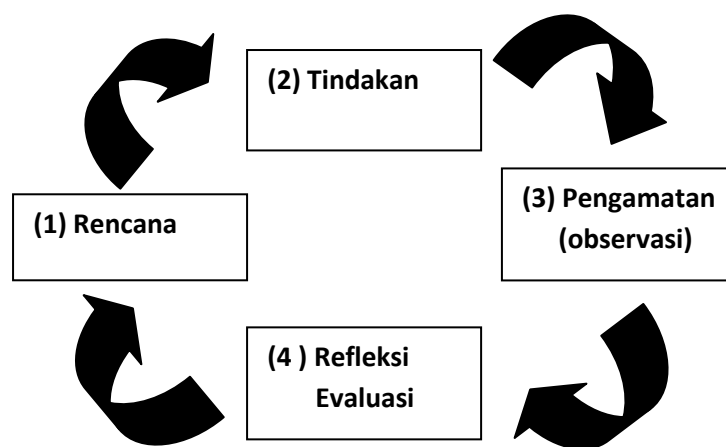 (2) Tindakan
(3) Pengamatan
(observasi)
(1) Rencana
(4 ) Refleksi
Evaluasi